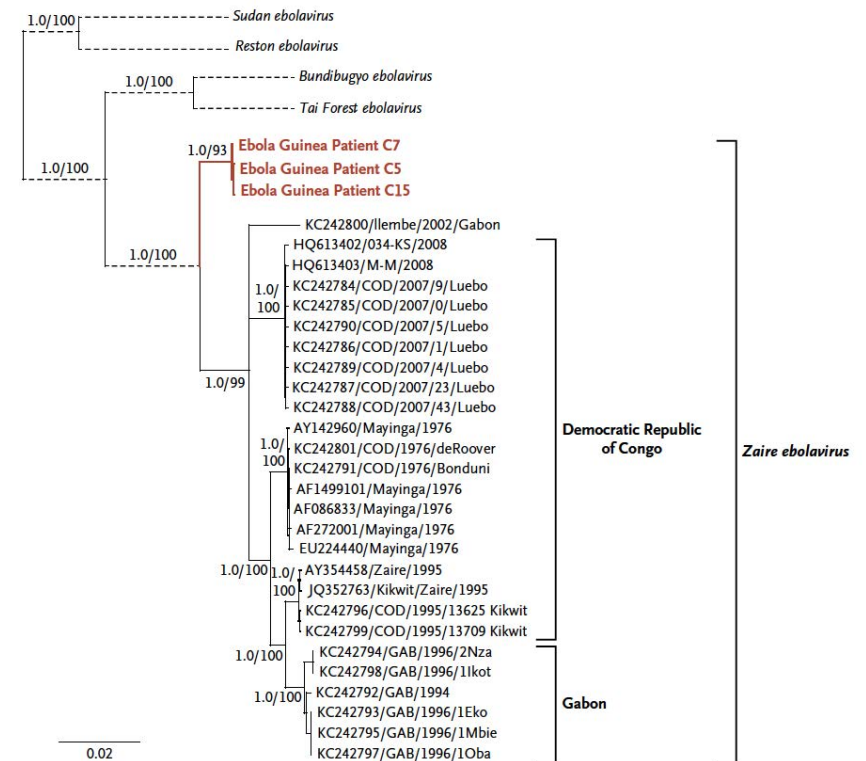 1.0/100
Sudan ebolavirus
Reston ebolavirus
1.0/100
Bundibugyo ebolavirus
Tai Forest ebolavirus
1.0/100
1.0/93
Ebola Guinea Patient C7
Ebola Guinea Patient C5
Ebola Guinea Patient C15
1.0/100
KC242800/Ilembe/2002/Gabon
HQ613402/034-KS/2008
HQ613403/M-M/2008
KC242784/COD/2007/9/Luebo
1.0/
100
KC242785/COD/2007/0/Luebo
KC242790/COD/2007/5/Luebo
KC242786/COD/2007/1/Luebo
KC242789/COD/2007/4/Luebo
KC242787/COD/2007/23/Luebo
KC242788/COD/2007/43/Luebo
1.0/99
AY142960/Mayinga/1976
1.0/
100
KC242801/COD/1976/deRoover
KC242791/COD/1976/Bonduni
AF1499101/Mayinga/1976
AF086833/Mayinga/1976
AF272001/Mayinga/1976
EU224440/Mayinga/1976
1.0/100
1.0/
100
AY354458/Zaire/1995
JQ352763/Kikwit/Zaire/1995
KC242796/COD/1995/13625 Kikwit
KC242799/COD/1995/13709 Kikwit
1.0/100
KC242794/GAB/1996/2Nza
KC242798/GAB/1996/1Ikot
1.0/100
KC242792/GAB/1994
KC242793/GAB/1996/1Eko
KC242795/GAB/1996/1Mbie
KC242797/GAB/1996/1Oba
Democratic Republic
of Congo
Gabon
Zaire ebolavirus
0.02